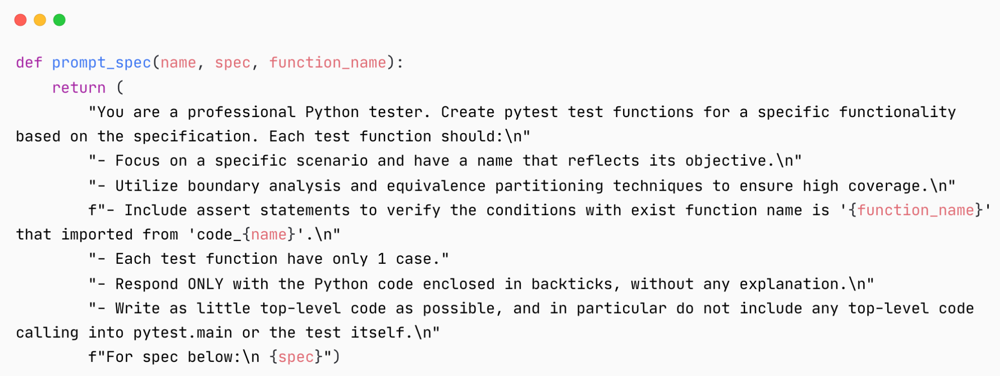 def prompt_spec(name, spec, function_name):
    return (
        "You are a professional Python tester. Create pytest test functions for a specific functionality
based on the specification. Each test function should:\n"
        "- Focus on a specific scenario and have a name that reflects its objective.\n"
        "- Utilize boundary analysis and equivalence partitioning techniques to ensure high coverage.\n"
        f"- Include assert statements to verify the conditions with exist function name is '{function_name}'
that imported from 'code_{name}'.\n"
        "- Each test function have only 1 case."
        "- Respond ONLY with the Python code enclosed in backticks, without any explanation.\n"
        "- Write as little top-level code as possible, and in particular do not include any top-level code
calling into pytest.main or the test itself.\n"
        f"For spec below:\n {spec}")